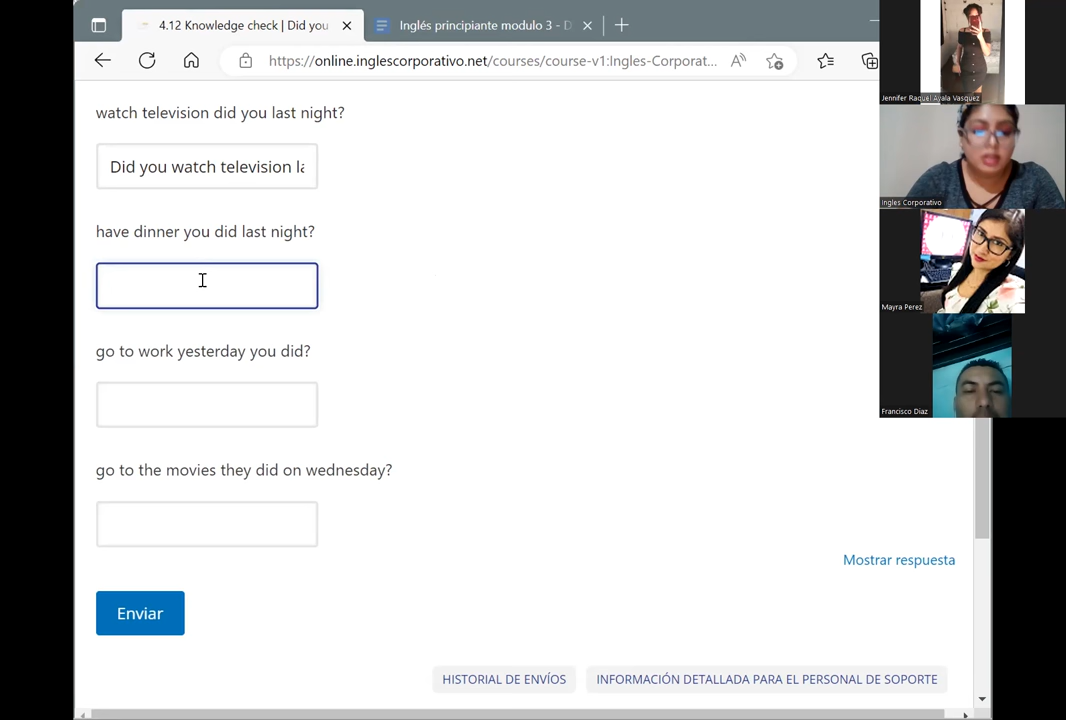 4.12 Knowledge check | Did you
Inglés principiante modulo 3 - D
https://online.inglescorporativo.net/courses/course-v1:Ingles-Corporat...
watch television did you last night?
Did you watch television la
have dinner you did last night?
go to work yesterday you did?
go to the movies they did on wednesday?
Mostrar respuesta
Enviar
HISTORIAL DE ENVÍOS
INFORMACIÓN DETALLADA PARA EL PERSONAL DE SOPORTE
Jennifer Raquel Ayala Vasquez
Ingles Corporativo
Mayra Perez
Francisco Diaz